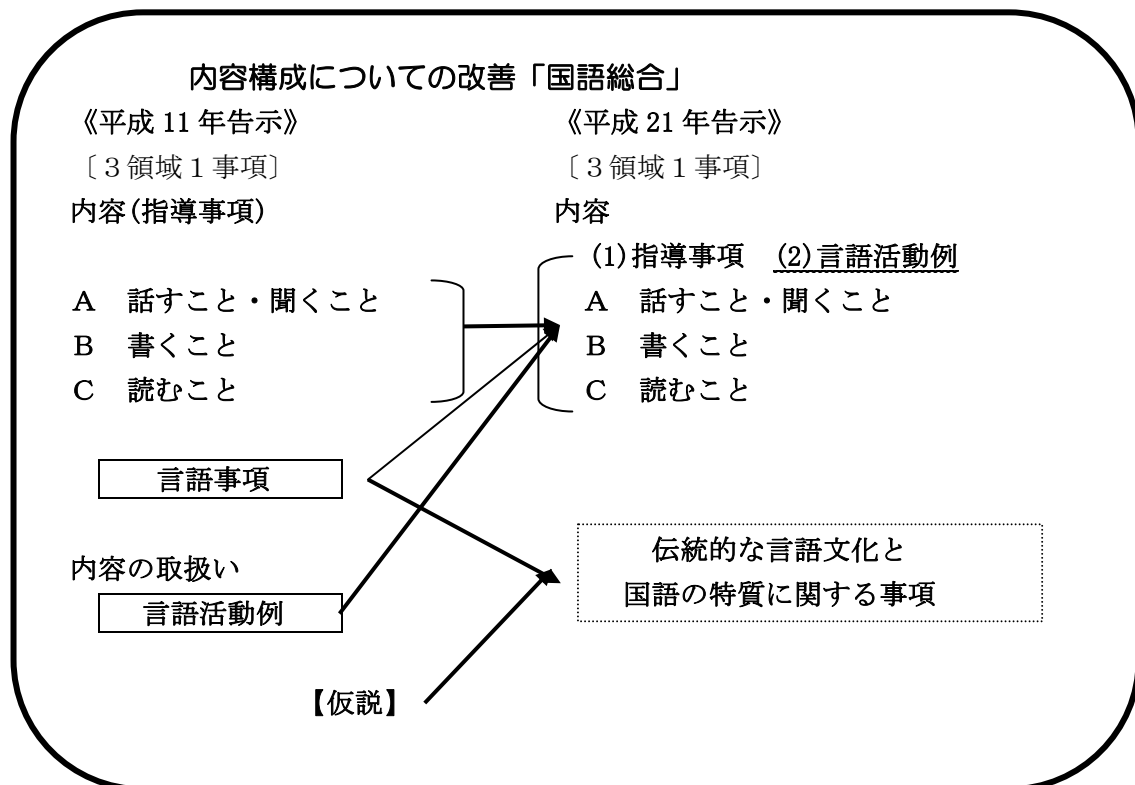 内容構成についての改善「国語総合」
《平成 11 年告示》
〔３領域１事項〕
内容(指導事項)
A 話すこと・聞くこと
B 書くこと
C 読むこと
言語事項
内容の取扱い
言語活動例
【仮説】
《平成 21 年告示》
〔３領域１事項〕
内容
(1)指導事項 (2)言語活動例
A 話すこと・聞くこと
B 書くこと
C 読むこと
伝統的な言語文化と
国語の特質に関する事項